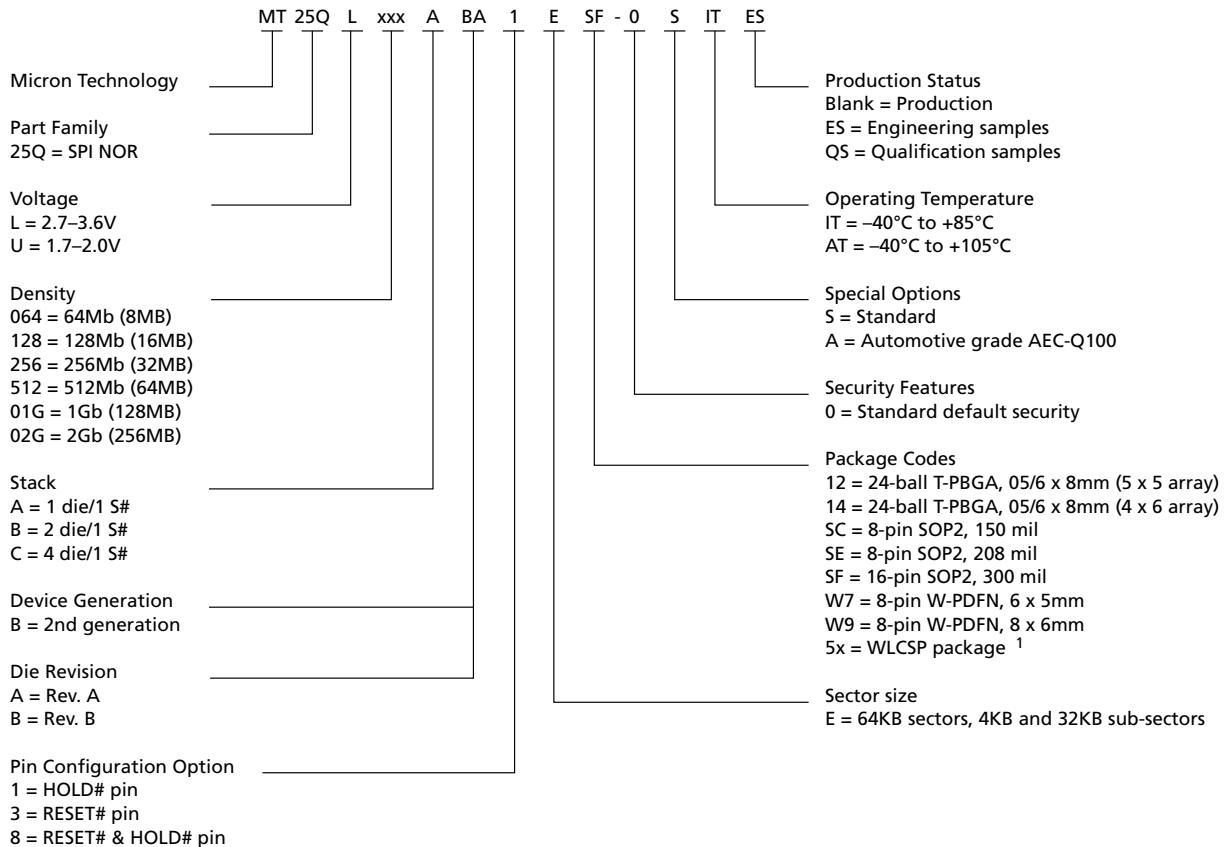 MT 25Q L xxx A BA 1 E SF - 0 S IT ES
Micron Technology
Part Family
25Q = SPI NOR
Voltage
L = 2.7–3.6V
U = 1.7–2.0V
Density
064 = 64Mb (8MB)
128 = 128Mb (16MB)
256 = 256Mb (32MB)
512 = 512Mb (64MB)
01G = 1Gb (128MB)
02G = 2Gb (256MB)
Stack
A = 1 die/1 S#
B = 2 die/1 S#
C = 4 die/1 S#
Device Generation
B = 2nd generation
Die Revision
A = Rev. A
B = Rev. B
Pin Configuration Option
1 = HOLD# pin
3 = RESET# pin
8 = RESET# & HOLD# pin
Production Status
Blank = Production
ES = Engineering samples
QS = Qualification samples
Operating Temperature
IT = –40°C to +85°C
AT = –40°C to +105°C
Special Options
S = Standard
A = Automotive grade AEC-Q100
Security Features
0 = Standard default security
Package Codes
12 = 24-ball T-PBGA, 05/6 x 8mm (5 x 5 array)
14 = 24-ball T-PBGA, 05/6 x 8mm (4 x 6 array)
SC = 8-pin SOP2, 150 mil
SE = 8-pin SOP2, 208 mil
SF = 16-pin SOP2, 300 mil
W7 = 8-pin W-PDFN, 6 x 5mm
W9 = 8-pin W-PDFN, 8 x 6mm
5x = WLCSP package 1
Sector size
E = 64KB sectors, 4KB and 32KB sub-sectors